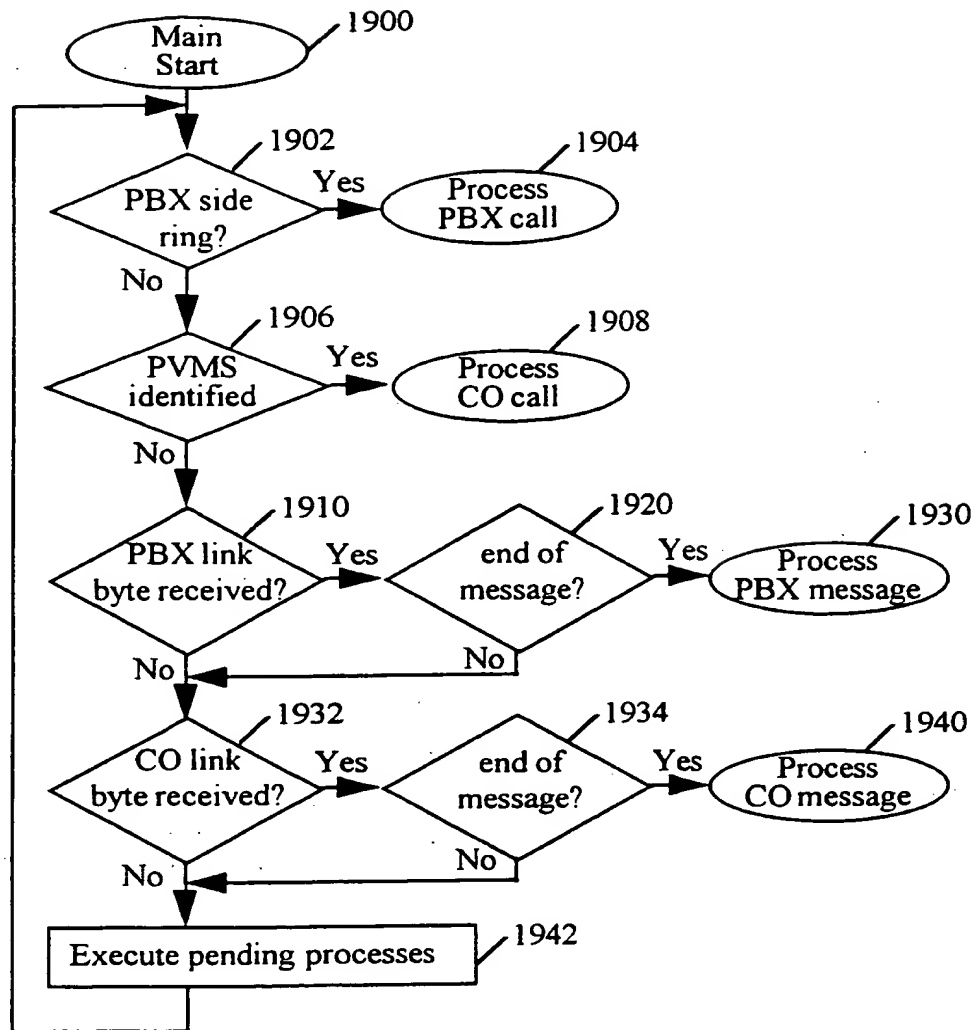 Main
Start
1900
PBX side
ring?
1902
Yes
Process
PBX call
1904
No
PVMS
identified
1906
Yes
Process
CO call
1908
No
PBX link
byte received?
1910
Yes
end of
message?
1920
Yes
Process
PBX message
1930
No
No
CO link
byte received?
1932
Yes
end of
message?
1934
Yes
Process
CO message
1940
No
No
Execute pending processes
1942